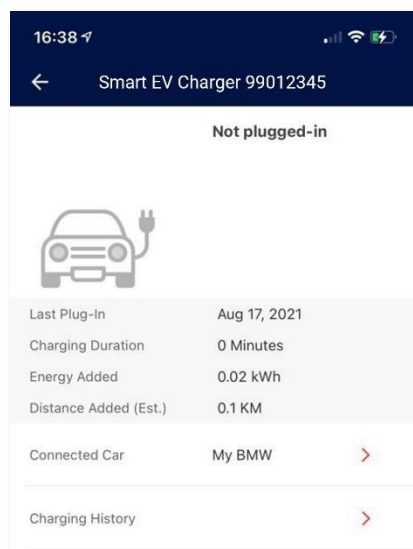 16:38
Smart EV Charger 99012345
Not plugged-in
Last Plug-In Aug 17, 2021
Charging Duration 0 Minutes
Energy Added 0.02 kWh
Distance Added (Est.) 0.1 KM
Connected Car My BMW
Charging History